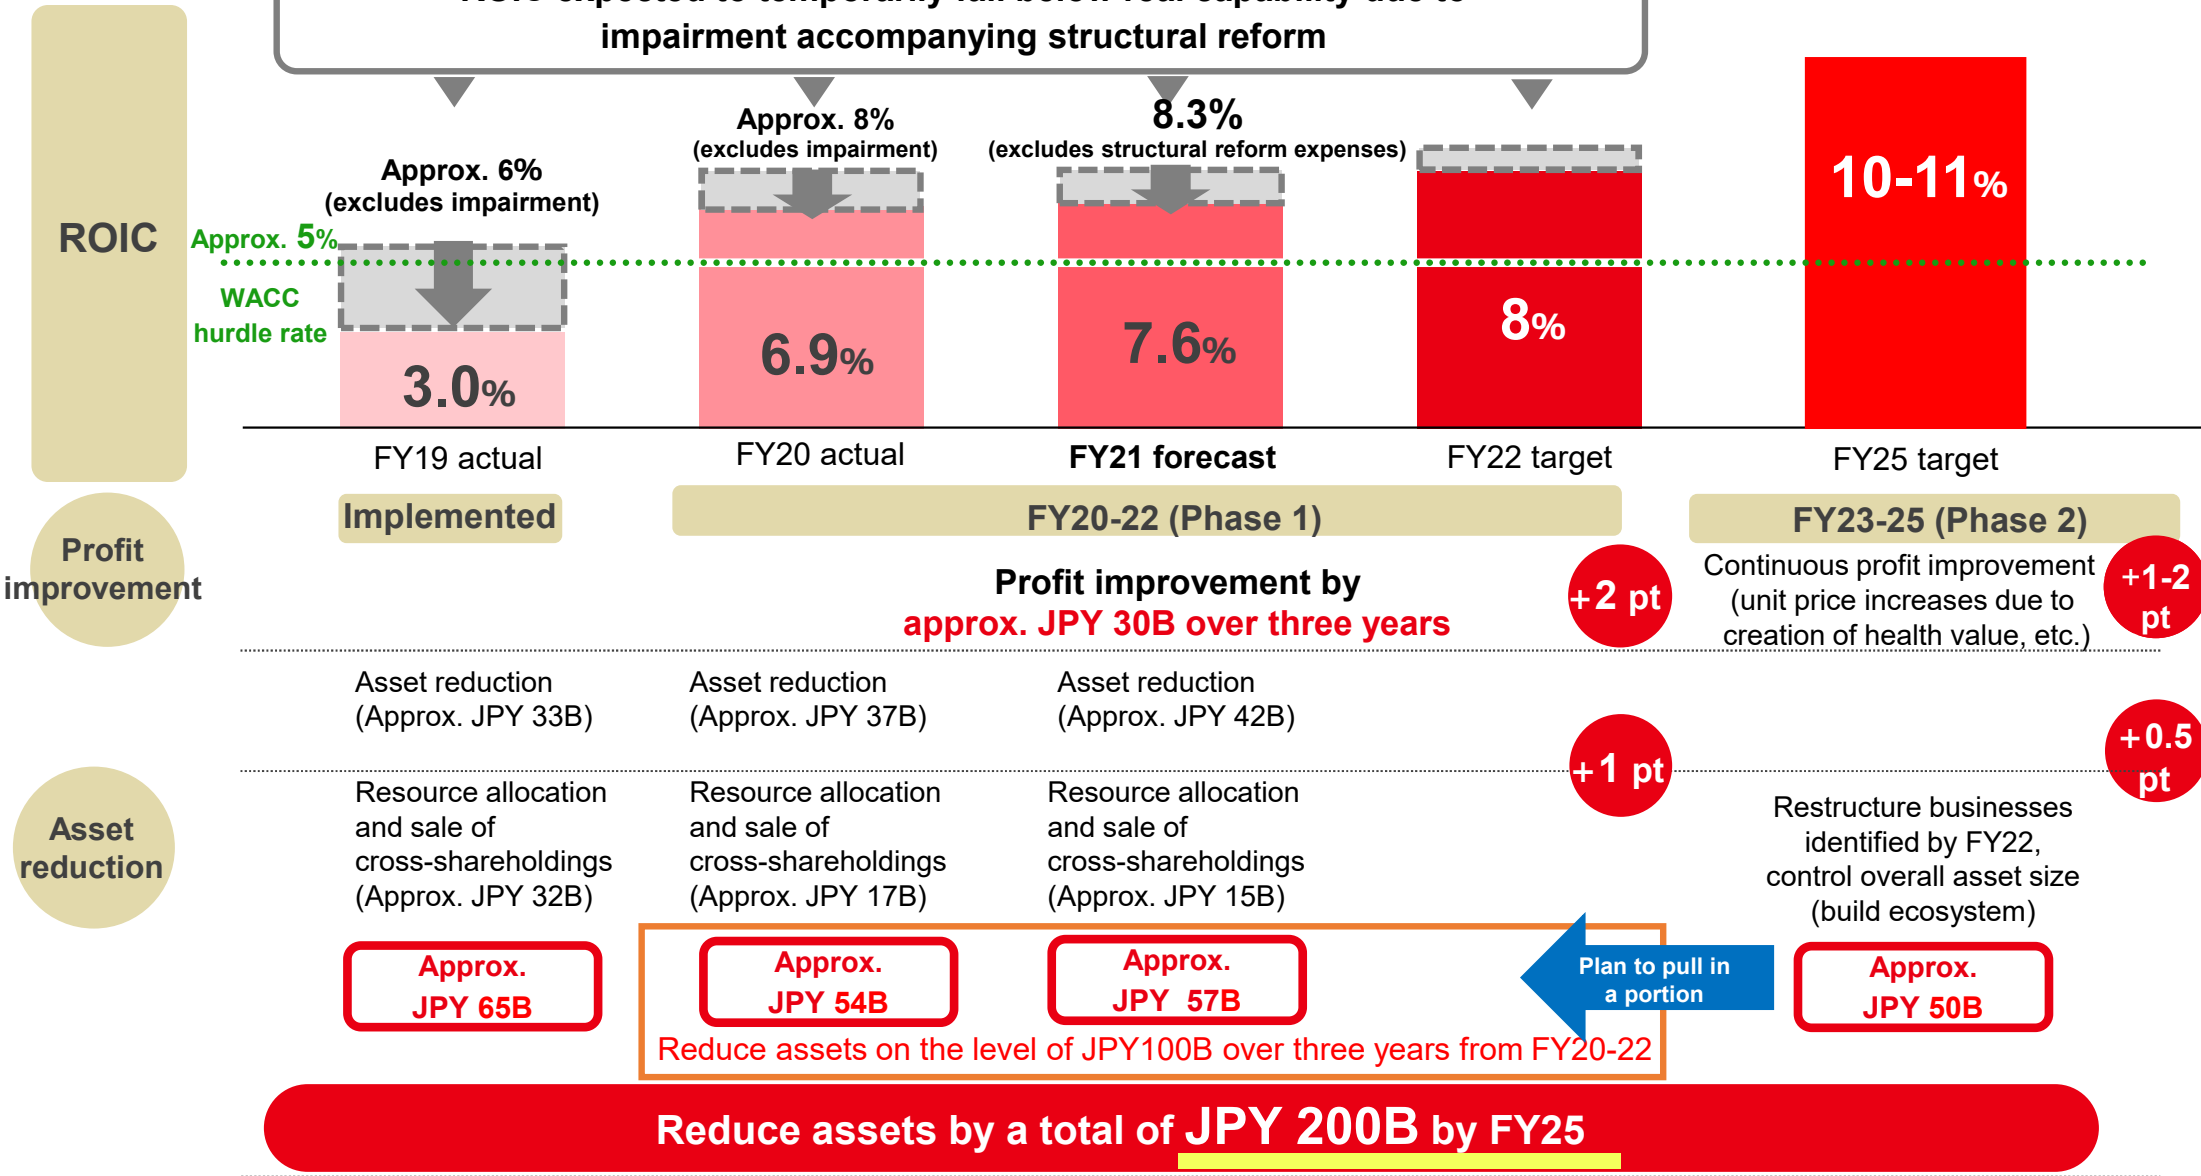 impairment accompanying structural reform
ROIC
Approx. 5%
WACC
hurdle rate
Approx. 6%
(excludes impairment)
3.0%
Approx. 8%
(excludes impairment)
6.9%
8.3%
(excludes structural reform expenses)
7.6%
8%
10-11%
FY19 actual
FY20 actual
FY21 forecast
FY22 target
FY25 target
Implemented
FY20-22 (Phase 1)
FY23-25 (Phase 2)
Profit
improvement
Profit improvement by
approx. JPY 30B over three years
+2 pt
Continuous profit improvement
(unit price increases due to
creation of health value, etc.)
+1-2
pt
Asset
reduction
Asset reduction
(Approx. JPY 33B)
Asset reduction
(Approx. JPY 37B)
Asset reduction
(Approx. JPY 42B)
+1 pt
+0.5
pt
Resource allocation
and sale of
cross-shareholdings
(Approx. JPY 32B)
Resource allocation
and sale of
cross-shareholdings
(Approx. JPY 17B)
Resource allocation
and sale of
cross-shareholdings
(Approx. JPY 15B)
Restructure businesses
identified by FY22,
control overall asset size
(build ecosystem)
Approx.
JPY 65B
Approx.
JPY 54B
Approx.
JPY 57B
Plan to pull in
a portion
Approx.
JPY 50B
Reduce assets on the level of JPY100B over three years from FY20-22
Reduce assets by a total of JPY 200B by FY25